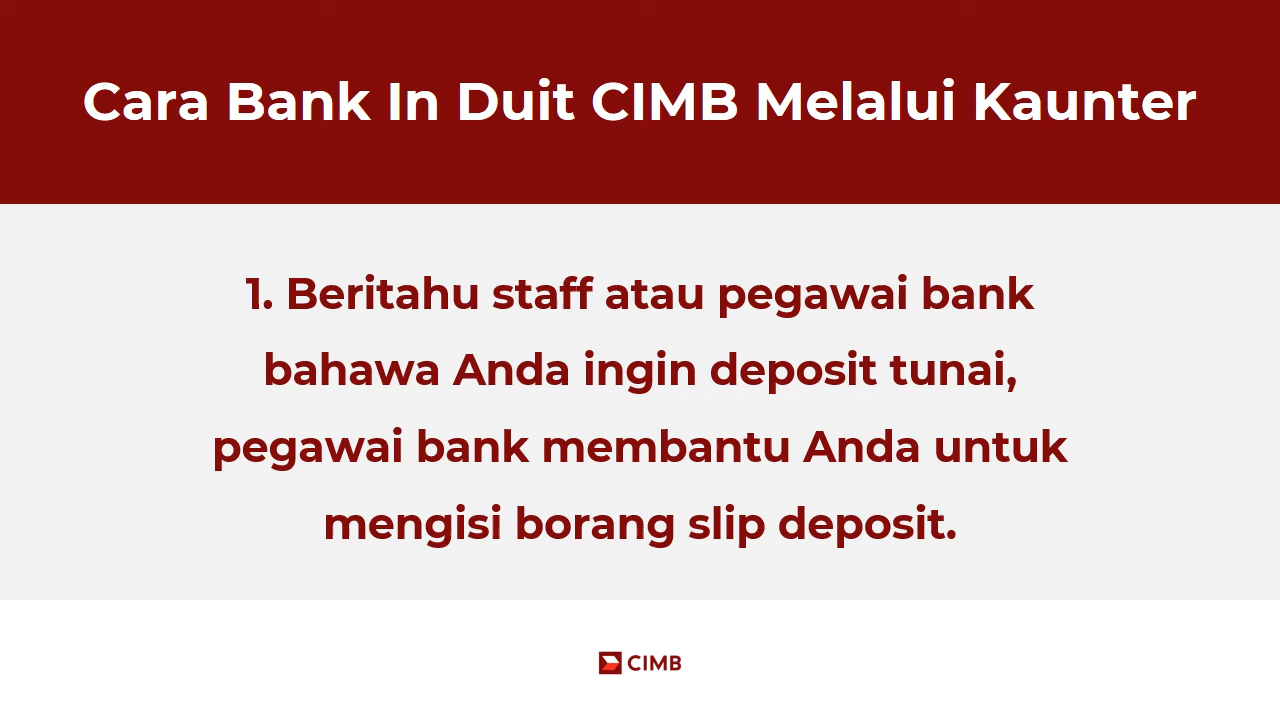 Cara Bank In Duit CIMB Melalui Kaunter
1. Beritahu staff atau pegawai bank
bahawa Anda ingin deposit tunai,
pegawai bank membantu Anda untuk
mengisi borang slip deposit.
CIMB